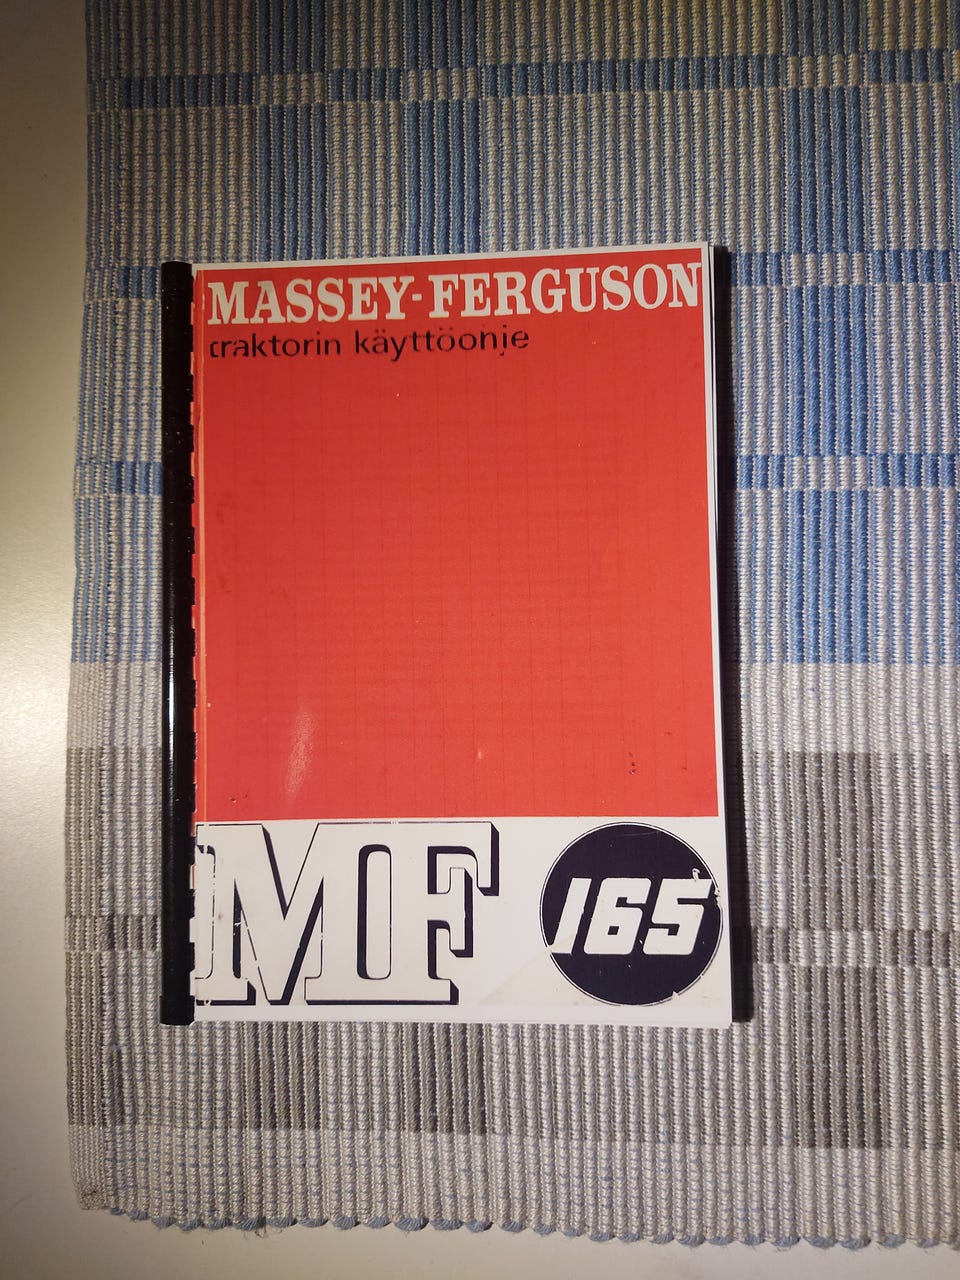 MASSEY-FERGUSON
traktorin käyttöohje
MF 165